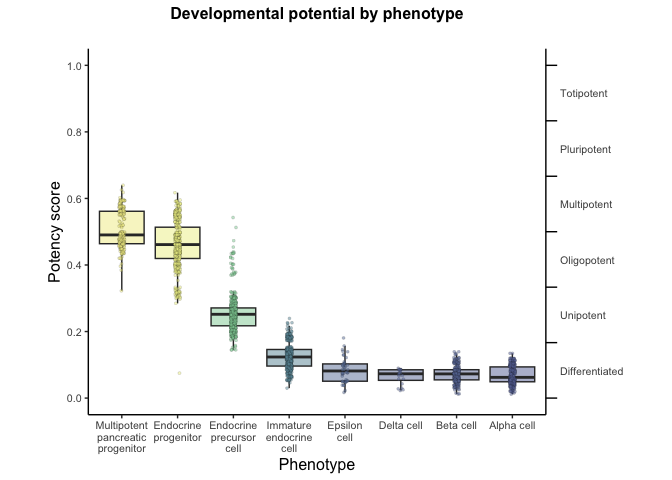 Developmental potential by phenotype
Potency score
1.0
0.8
0.6
0.4
0.2
0.0
Totipotent
Pluripotent
Multipotent
Oligopotent
Unipotent
Differentiated
Multipotent
pancreatic
progenitor
Endocrine
progenitor
Endocrine
precursor
cell
Immature
endocrine
cell
Epsilon
cell
Delta cell
Beta cell
Alpha cell
Phenotype